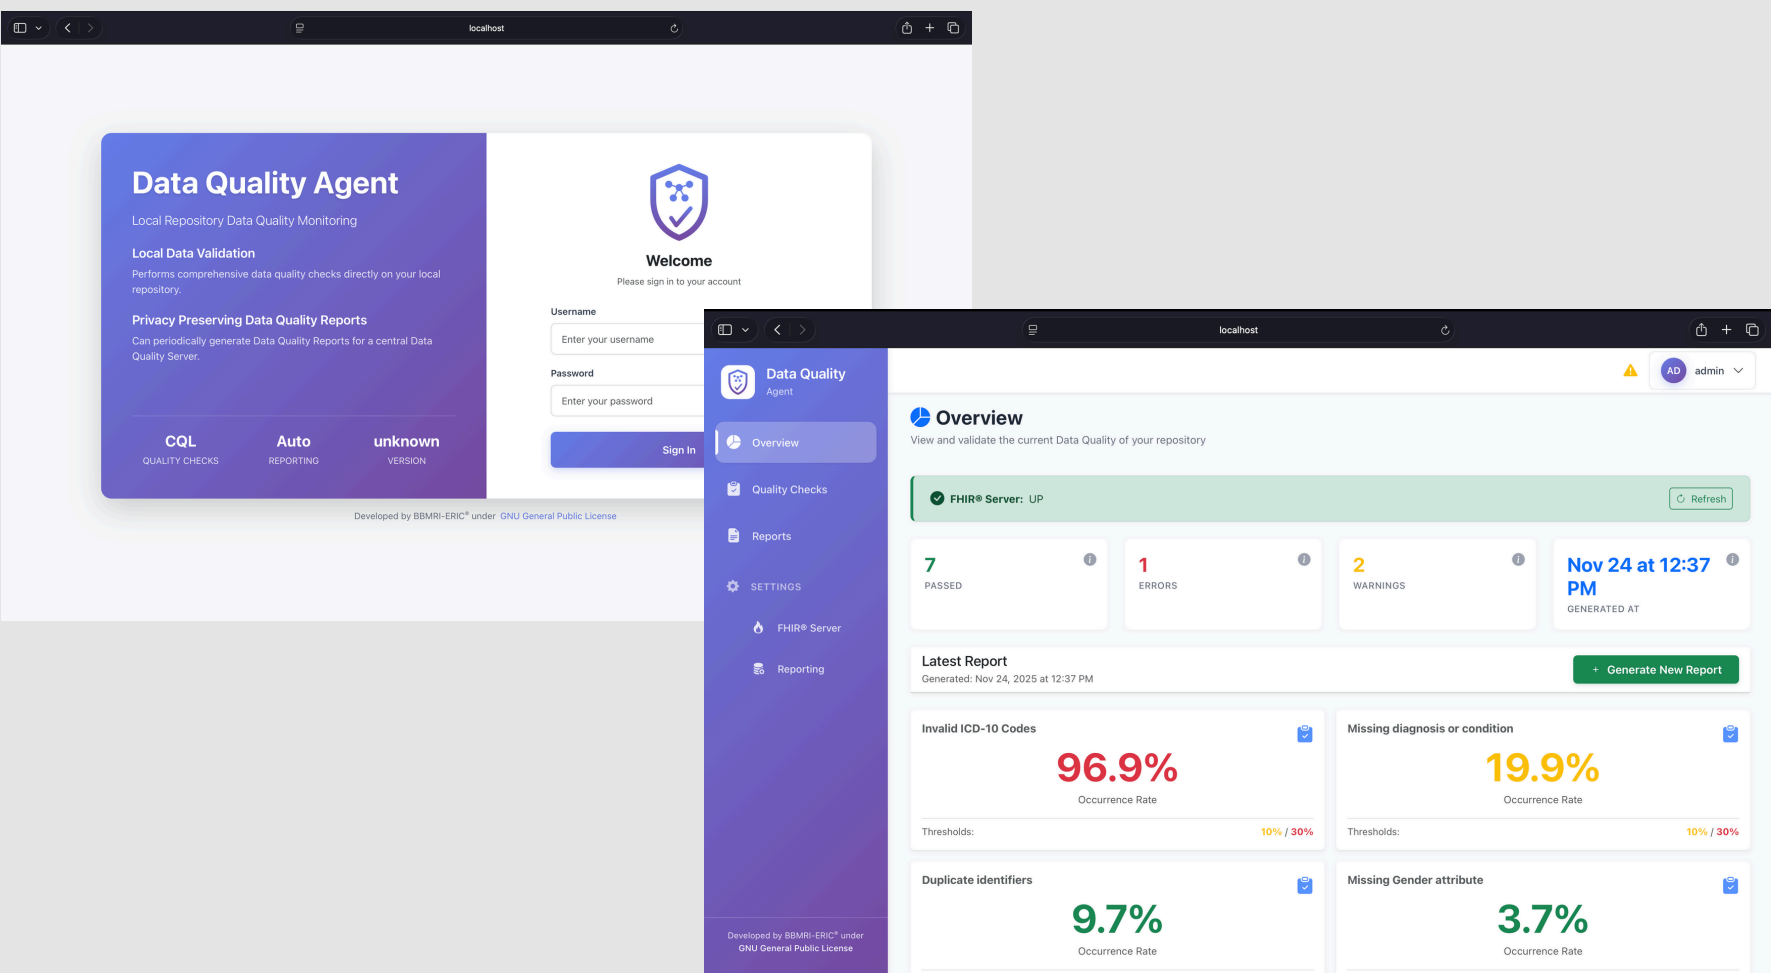 localhost
Data Quality Agent
Local Repository Data Quality Monitoring
Local Data Validation
Performs comprehensive data quality checks directly on your local
repository.
Privacy Preserving Data Quality Reports
Can periodically generate Data Quality Reports for a central Data
Quality Server.
CQL
QUALITY CHECKS
Auto
REPORTING
unknown
VERSION
Welcome
Please sign in to your account
Username
Enter your username
Password
Enter your password
Sign In
Developed by BBMRI-ERIC® under GNU General Public License
localhost
Data Quality
Agent
Overview
Quality Checks
Reports
SETTINGS
FHIR® Server
Reporting
Developed by BBMRI-ERIC® under
GNU General Public License
AD admin
Overview
View and validate the current Data Quality of your repository
FHIR® Server: UP
Refresh
7
PASSED
1
ERRORS
2
WARNINGS
Nov 24 at 12:37
PM
GENERATED AT
Latest Report
Generated: Nov 24, 2025 at 12:37 PM
+ Generate New Report
Invalid ICD-10 Codes
96.9%
Occurrence Rate
Thresholds: 10% / 30%
Missing diagnosis or condition
19.9%
Occurrence Rate
Thresholds: 10% / 30%
Duplicate identifiers
9.7%
Occurrence Rate
Missing Gender attribute
3.7%
Occurrence Rate